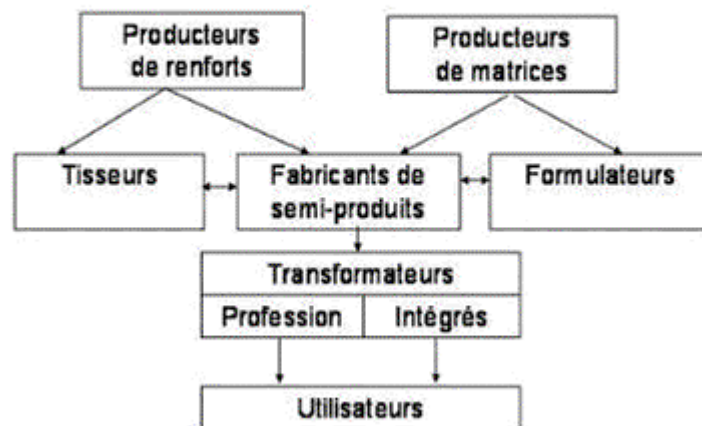 Producteurs
de renforts
Producteurs
de matrices
Tisseurs
Fabricants de
semi-produits
Formulateurs
Transformateurs
Profession
Intégrés
Utilisateurs